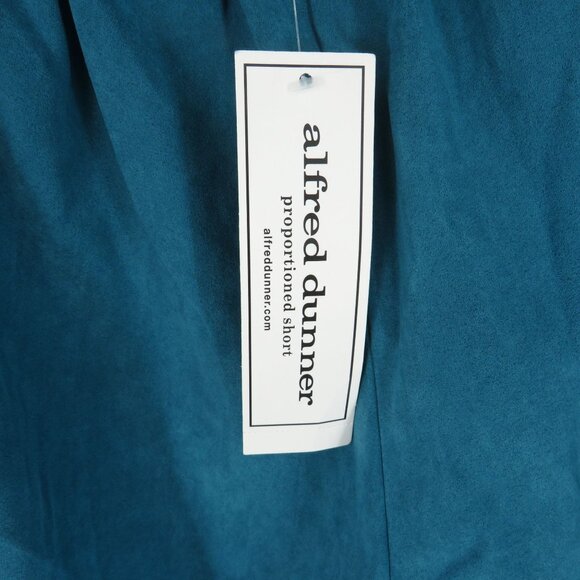 alfred dunner
proportioned short
alfreddunner.com